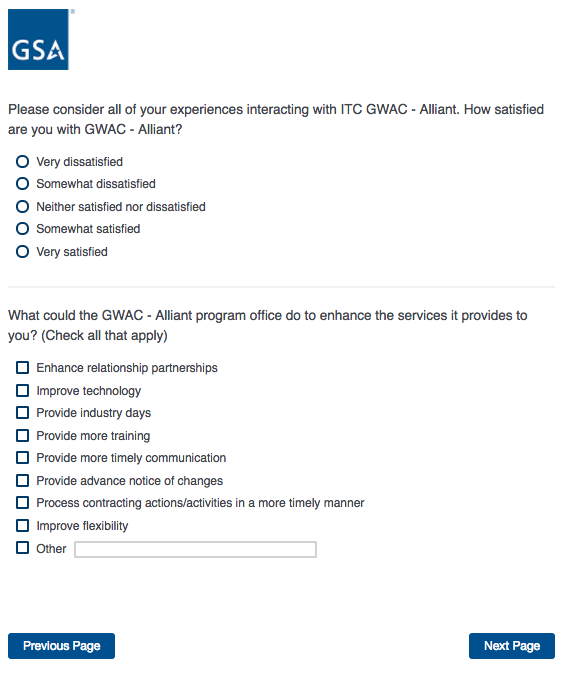 GSA
Please consider all of your experiences interacting with ITC GWAC - Alliant. How satisfied
are you with GWAC - Alliant?
Very dissatisfied
Somewhat dissatisfied
Neither satisfied nor dissatisfied
Somewhat satisfied
Very satisfied
What could the GWAC - Alliant program office do to enhance the services it provides to
you? (Check all that apply)
Enhance relationship partnerships
Improve technology
Provide industry days
Provide more training
Provide more timely communication
Provide advance notice of changes
Process contracting actions/activities in a more timely manner
Improve flexibility
Other
Previous Page
Next Page